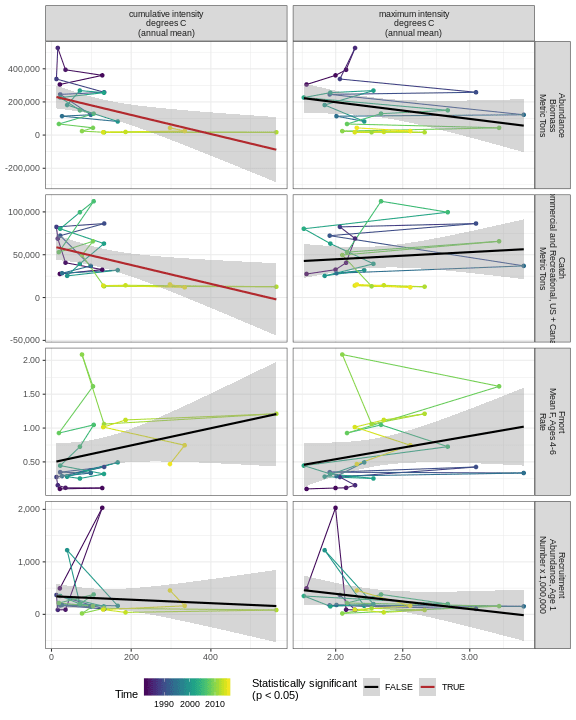 cumulative intensity
degrees C
(annual mean)
maximum intensity
degrees C
(annual mean)
400,000
200,000
0
-200,000
Abundance
Biomass
Metric Tons
100,000
50,000
0
-50,000
Catch
and Recreational, US +
Metric Tons
2.00
1.50
1.00
0.50
Fmort
Mean F, Ages 4-6
Rate
2,000
1,000
0
Recruitment
Abundance, Age 1
Number x 1,000,000
0
200
400
2.00
2.50
3.00
Time
1990
2000
2010
Statistically significant
(p < 0.05)
FALSE
TRUE